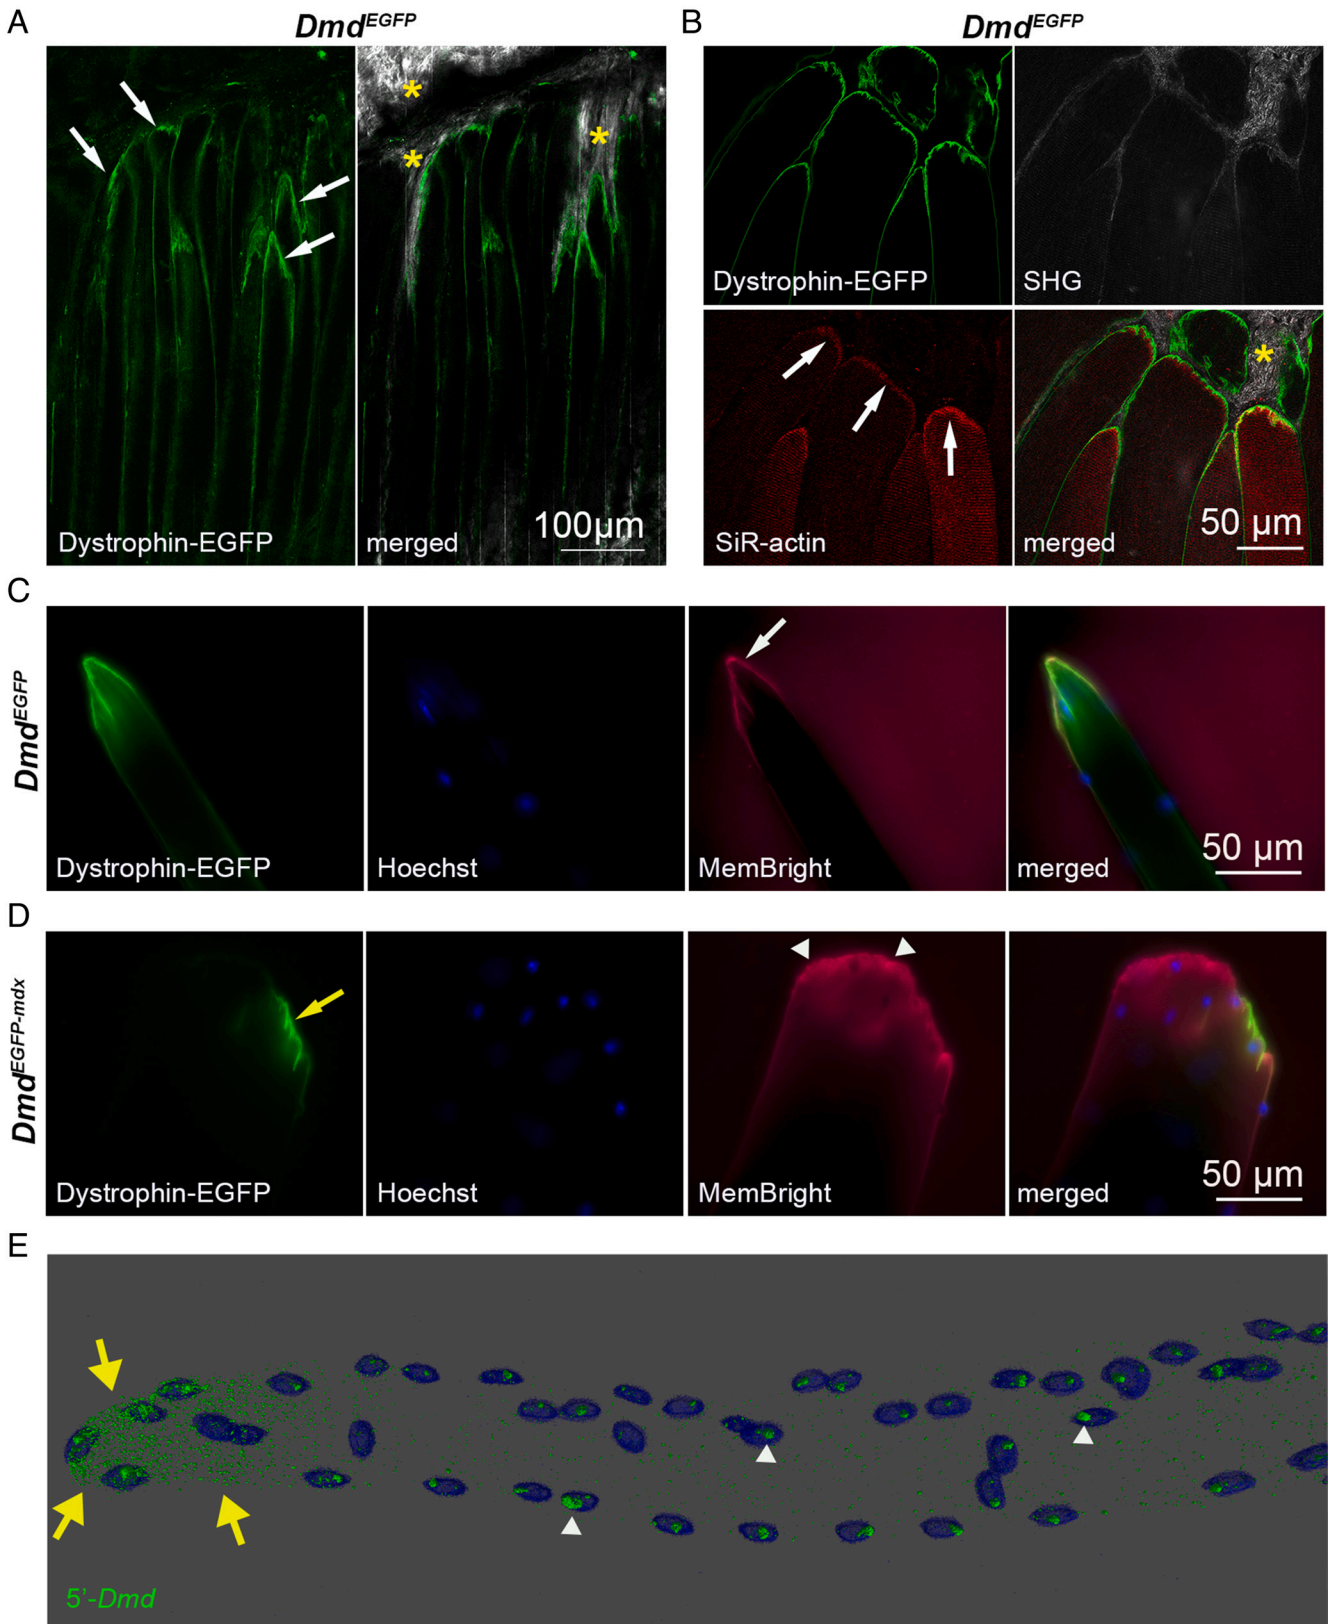 A
Dmd^EGFP
Dystrophin-EGFP
merged
100μm
B
Dmd^EGFP
Dystrophin-EGFP
SHG
SiR-actin
merged
50 μm
C
Dmd^EGFP
Dystrophin-EGFP
Hoechst
MemBright
merged
50 μm
D
Dmd^EGFP-mdx
Dystrophin-EGFP
Hoechst
MemBright
merged
50 μm
E
5'-Dmd